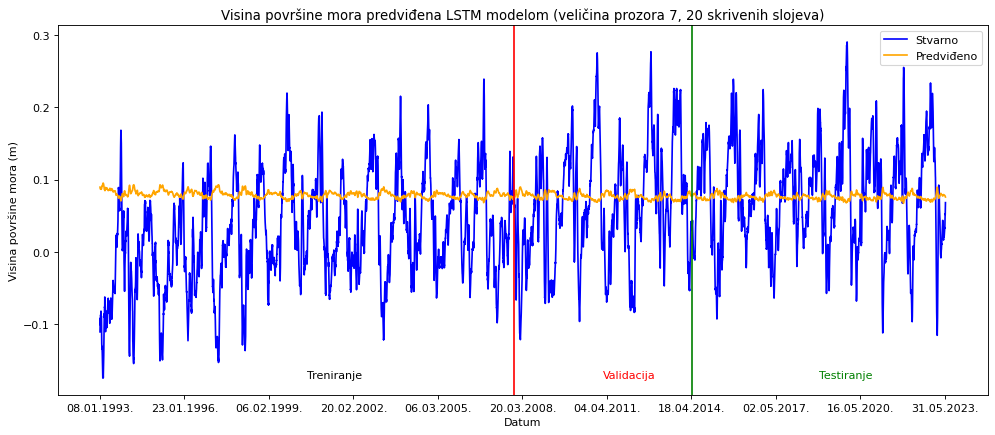 Visina površine mora predviđena LSTM modelom (veličina prozora 7, 20 skrivenih slojeva)
Stvarno
Predviđeno
Visina površine mora (m)
0.3
0.2
0.1
0.0
−0.1
Treniranje
Validacija
Testiranje
08.01.1993.
23.01.1996.
06.02.1999.
20.02.2002.
06.03.2005.
20.03.2008.
04.04.2011.
18.04.2014.
02.05.2017.
16.05.2020.
31.05.2023.
Datum